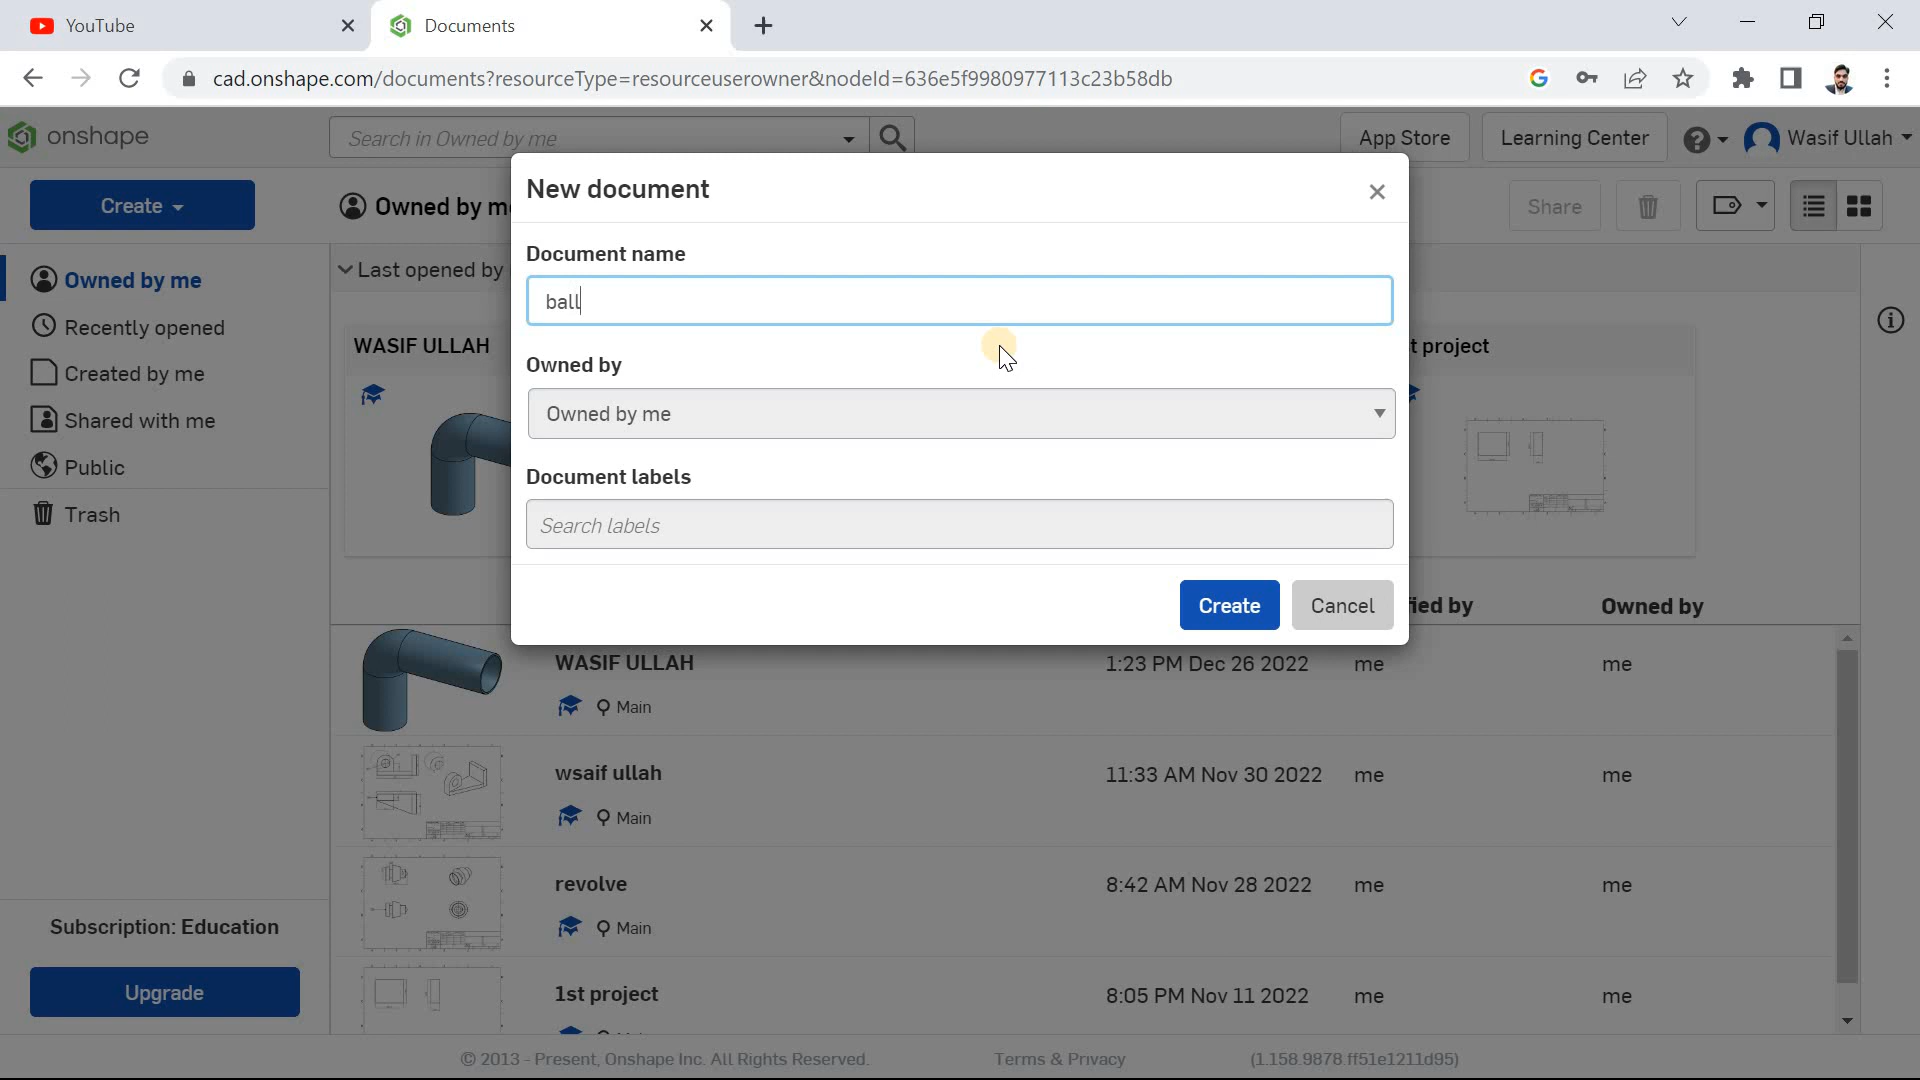 YouTube
Documents
cad.onshape.com/documents?resourceType=resourceuserowner&nodeId=636e5f9980977113c23b58db
onshape
Search in Owned by me
App Store
Learning Center
Wasif Ullah
Create
Owned by me
Share
New document
Document name
ball
Owned by
Owned by me
Document labels
Search labels
Create
Cancel
Owned by me
Recently opened
Created by me
Shared with me
Public
Trash
Last opened by
WASIF ULLAH
t project
fied by
Owned by
WASIF ULLAH
1:23 PM Dec 26 2022
me
me
Main
wsaif ullah
11:33 AM Nov 30 2022
me
me
Main
revolve
8:42 AM Nov 28 2022
me
me
Main
1st project
8:05 PM Nov 11 2022
me
me
Subscription: Education
Upgrade
© 2013 - Present, Onshape Inc. All Rights Reserved.
Terms & Privacy
(1.158.9878.ff51e1211d95)